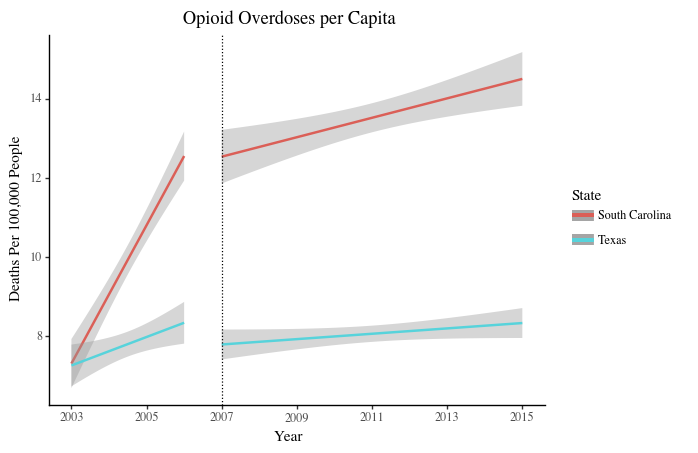 Opioid Overdoses per Capita
Deaths Per 100,000 People
14
12
10
8
2003 2005 2007 2009 2011 2013 2015
Year
State
South Carolina
Texas